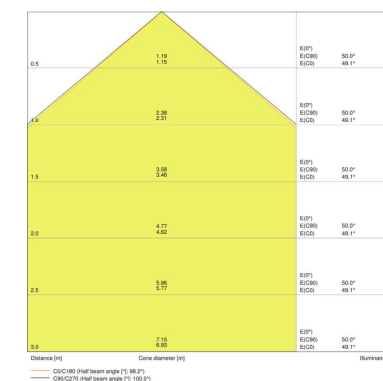 1.19
1.15
0.5
E(0°)
E(C90) 50.0°
E(C0) 49.1°
2.38
2.31
1.0
E(0°)
E(C90) 50.0°
E(C0) 49.1°
3.58
3.46
1.5
E(0°)
E(C90) 50.0°
E(C0) 49.1°
4.77
4.62
2.0
E(0°)
E(C90) 50.0°
E(C0) 49.1°
5.96
5.77
2.5
E(0°)
E(C90) 50.0°
E(C0) 49.1°
7.15
6.93
3.0
E(0°)
E(C90) 50.0°
E(C0) 49.1°
Distance [m] Cone diameter [m] Illuminan
C0/C180 (Half beam angle [°]: 98.2°)
C90/C270 (Half beam angle [°]: 100.0°)